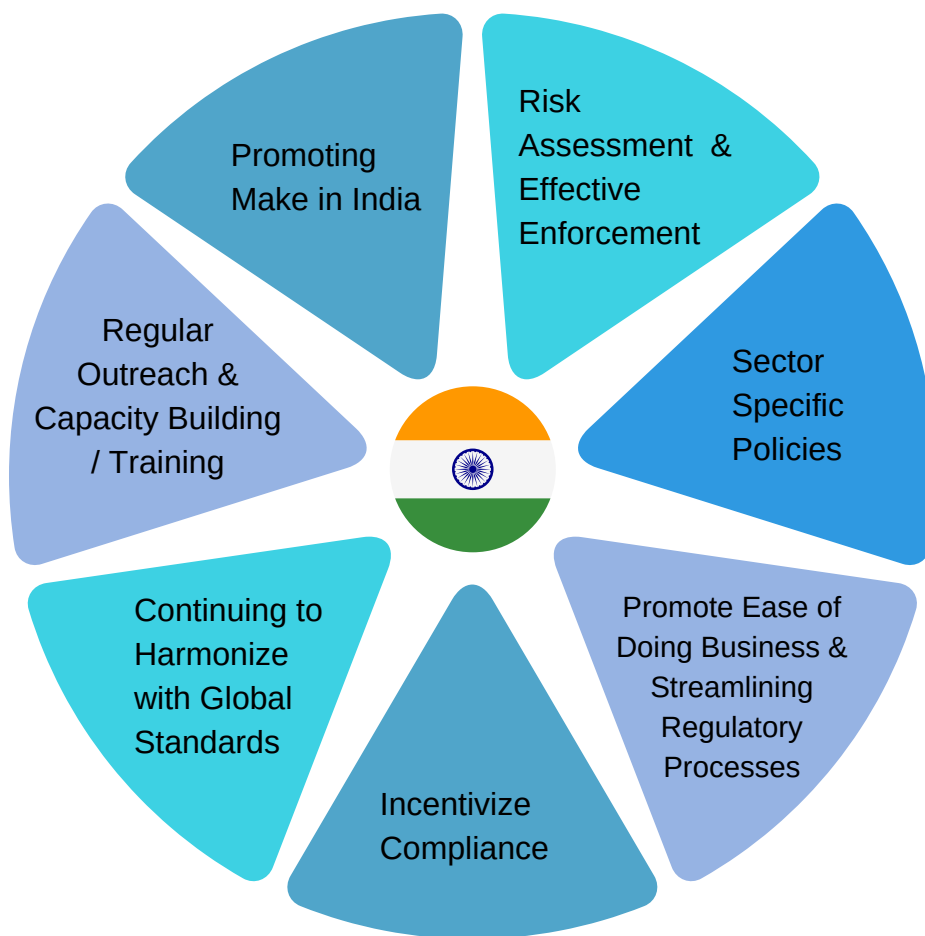 Promoting
Make in India
Risk
Assessment  &
Effective
Enforcement
Sector
Specific
Policies
Promote Ease of
Doing Business &
Streamlining
Regulatory
Processes
Incentivize
Compliance
Continuing to
Harmonize
with Global
Standards
Regular
Outreach &
Capacity Building
/ Training